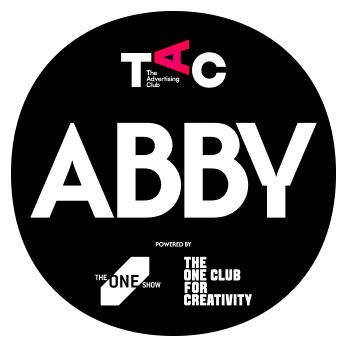 TAC
The
Advertising
Club
ABBY
POWERED BY
THE ONE SHOW
THE
ONE CLUB
FOR
CREATIVITY